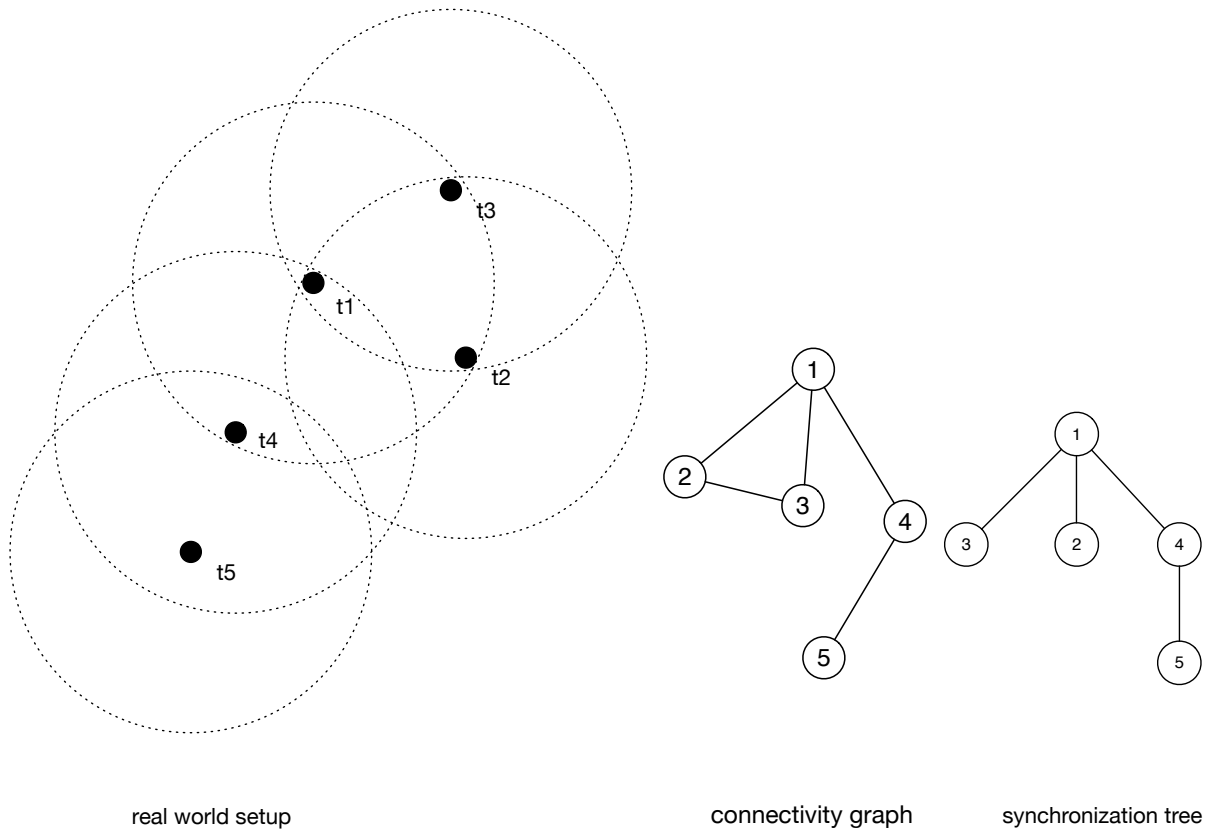 t3
t1
t2
t4
t5
1
2
3
4
5
1
3
2
4
5
real world setup
connectivity graph
synchronization tree